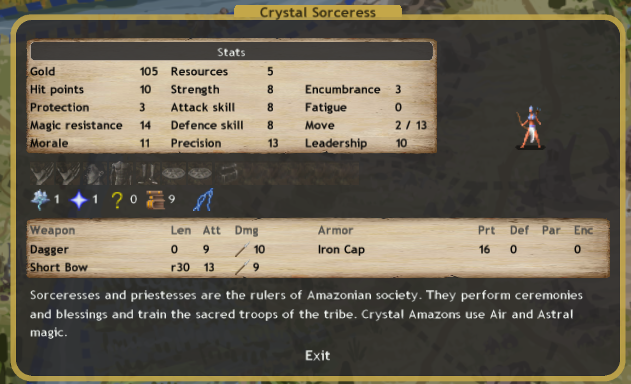 Crystal Sorceress
Stats
Gold 105 Resources 5
Hit points 10 Strength 8 Encumbrance 3
Protection 3 Attack skill 8 Fatigue 0
Magic resistance 14 Defence skill 8 Move 2 / 13
Morale 11 Precision 13 Leadership 10
1 1 ? 0 9
Weapon Len Att Dmg Armor Prt Def Par Enc
Dagger 0 9 10 Iron Cap 16 0 0
Short Bow r30 13 9
Sorceresses and priestesses are the rulers of Amazonian society. They perform ceremonies
and blessings and train the sacred troops of the tribe. Crystal Amazons use Air and Astral
magic.
Exit